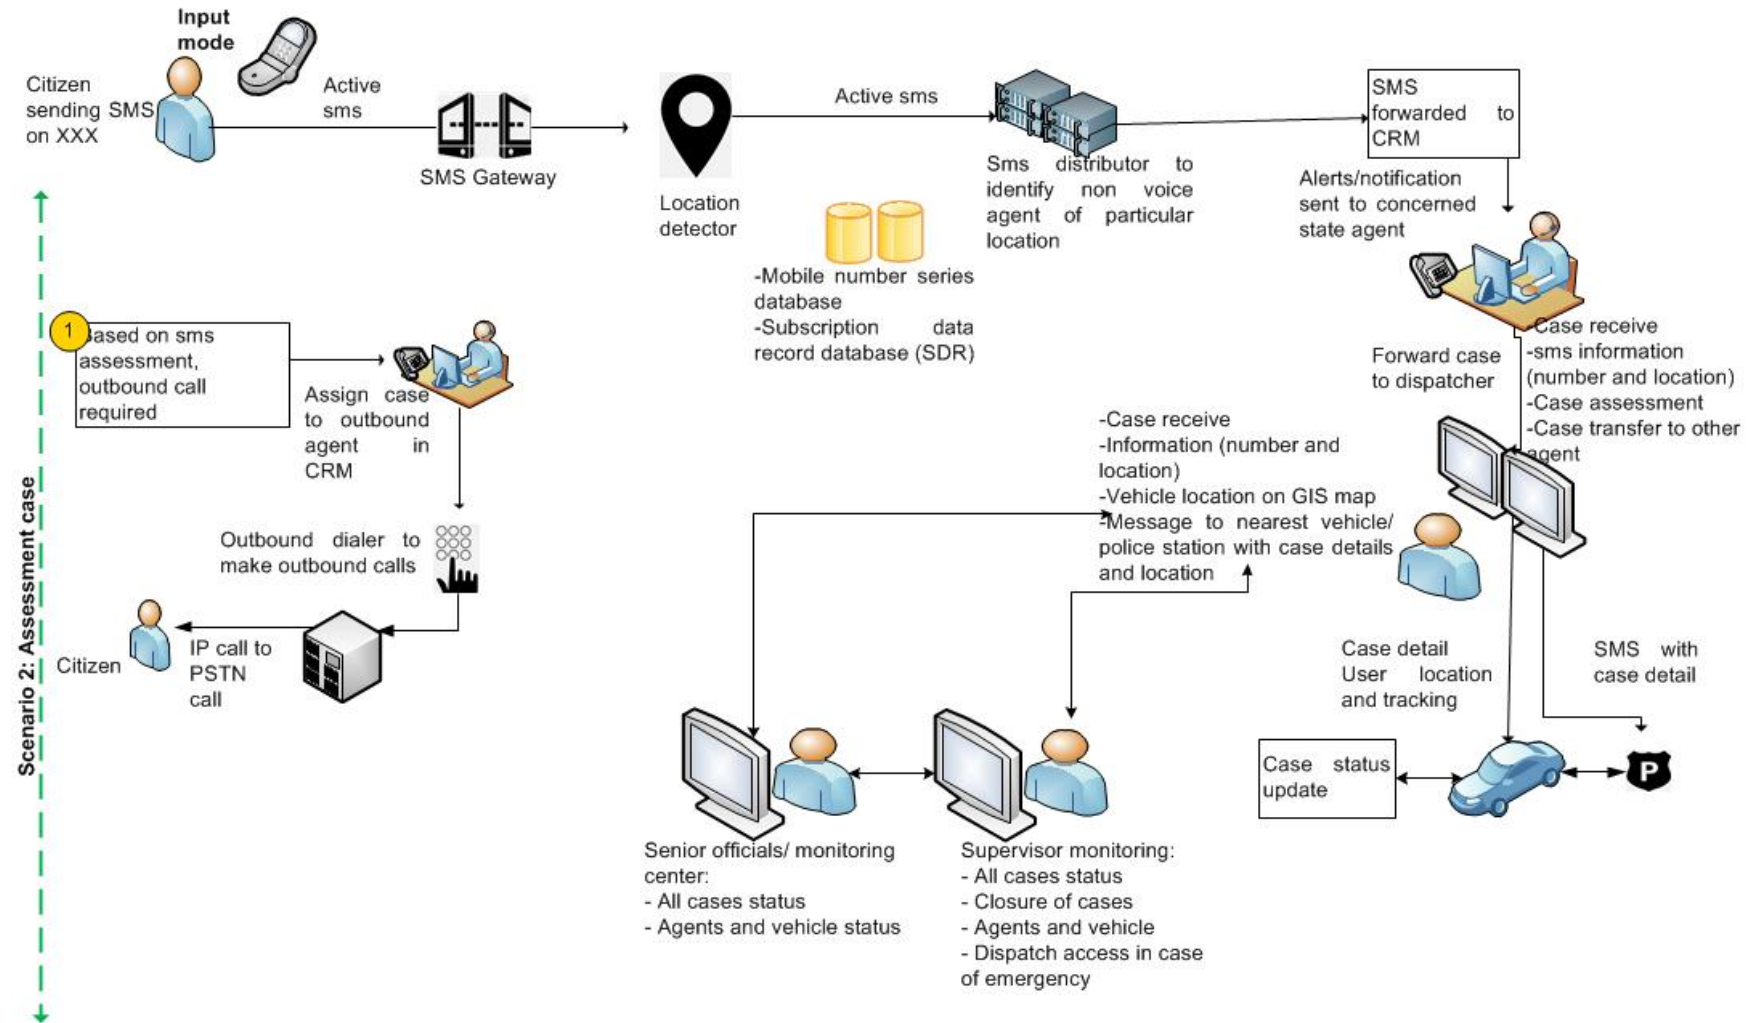 Input
mode
Citizen
sending SMS
on XXX
Active
sms
SMS Gateway
Location
detector
Active sms
-Mobile number series
database
-Subscription data
record database (SDR)
Sms distributor to
identify non voice
agent of particular
location
SMS
forwarded to
CRM
Alerts/notification
sent to concerned
state agent
-Case receive
-sms information
(number and location)
-Case assessment
-Case transfer to other
agent
Forward case
to dispatcher
Scenario 2: Assessment case
1
Based on sms
assessment,
outbound call
required
Assign case
to outbound
agent in
CRM
Outbound dialer to
make outbound calls
IP call to
PSTN
call
Citizen
-Case receive
-Information (number and
location)
-Vehicle location on GIS map
-Message to nearest vehicle/
police station with case details
and location
Case detail
User location
and tracking
SMS with
case detail
Case status
update
P
Senior officials/ monitoring
center:
- All cases status
- Agents and vehicle status
Supervisor monitoring:
- All cases status
- Closure of cases
- Agents and vehicle
- Dispatch access in case
of emergency